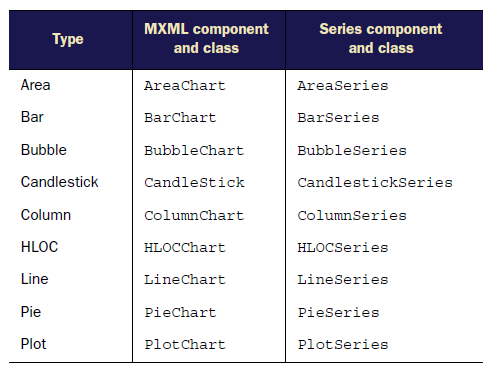 Type MXML component and class Series component and class
Area AreaChart AreaSeries
Bar BarChart BarSeries
Bubble BubbleChart BubbleSeries
Candlestick CandleStick CandlestickSeries
Column ColumnChart ColumnSeries
HLOC HLOCChart HLOCSeries
Line LineChart LineSeries
Pie PieChart PieSeries
Plot PlotChart PlotSeries